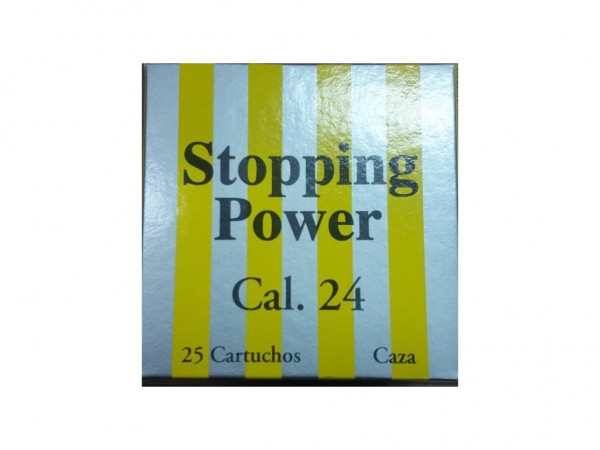 Stopping
Power
Cal. 24
25 Cartuchos Caza